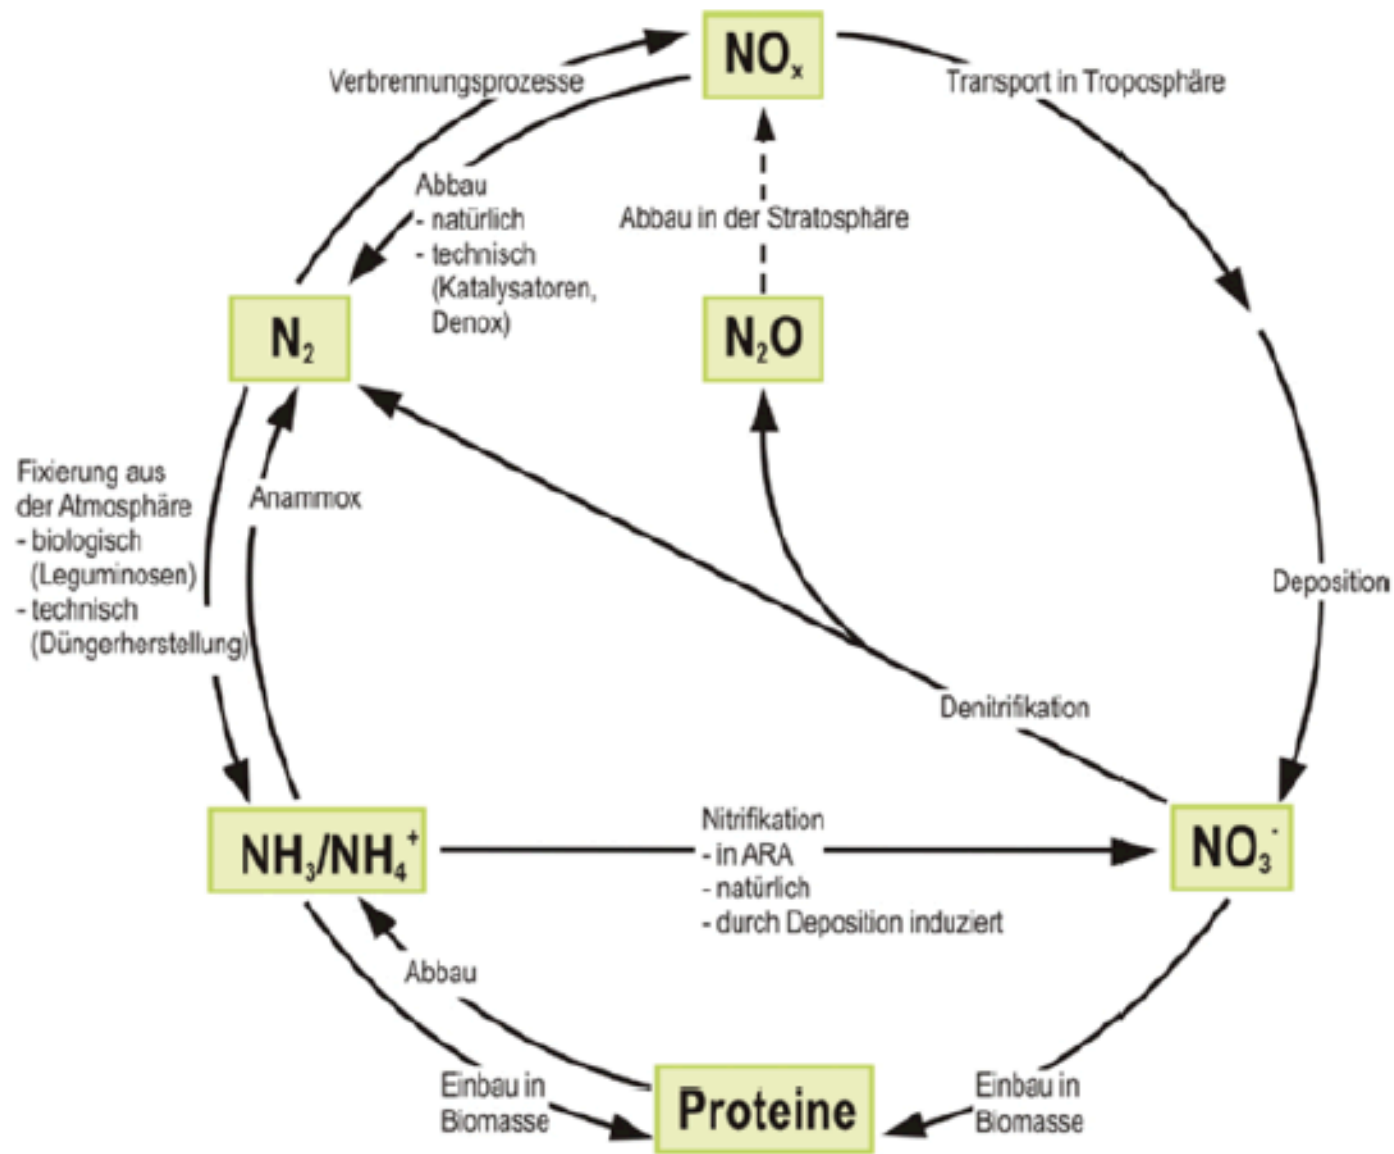 NOₓ
Verbrennungsprozesse
Transport in Troposphäre
Abbau
- natürlich
- technisch
(Katalysatoren,
Denox)
Abbau in der Stratosphäre
N₂
N₂O
Fixierung aus
der Atmosphäre
- biologisch
(Leguminosen)
- technisch
(Düngerherstellung)
Anammox
Deposition
Denitrifikation
NH₃/NH₄⁺
Nitrifikation
- in ARA
- natürlich
- durch Deposition induziert
NO₃⁻
Abbau
Einbau in
Biomasse
Proteine
Einbau in
Biomasse